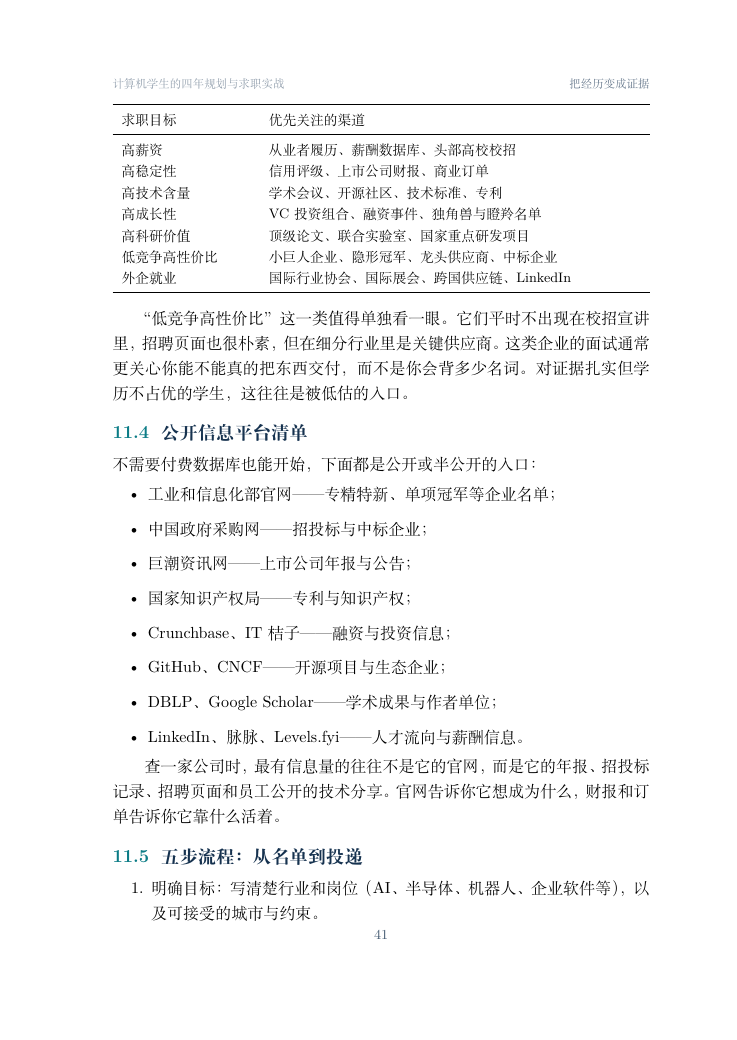 计算机学生的四年规划与求职实战 把经历变成证据
求职目标 优先关注的渠道
高薪资 从业者履历、薪酬数据库、头部高校校招
高稳定性 信用评级、上市公司财报、商业订单
高技术含量 学术会议、开源社区、技术标准、专利
高成长性 VC 投资组合、融资事件、独角兽与瞪羚名单
高科研价值 顶级论文、联合实验室、国家重点研发项目
低竞争高性价比 小巨人企业、隐形冠军、龙头供应商、中标企业
外企就业 国际行业协会、国际展会、跨国供应链、LinkedIn
“低竞争高性价比”这一类值得单独看一眼。它们平时不出现在校招宣讲
里，招聘页面也很朴素，但在细分行业里是关键供应商。这类企业的面试通常
更关心你能不能真的把东西交付，而不是你会背多少名词。对证据扎实但学
历不占优的学生，这往往是被低估的入口。
11.4 公开信息平台清单
不需要付费数据库也能开始，下面都是公开或半公开的入口：
• 工业和信息化部官网——专精特新、单项冠军等企业名单；
• 中国政府采购网——招投标与中标企业；
• 巨潮资讯网——上市公司年报与公告；
• 国家知识产权局——专利与知识产权；
• Crunchbase、IT 桔子——融资与投资信息；
• GitHub、CNCF——开源项目与生态企业；
• DBLP、Google Scholar——学术成果与作者单位；
• LinkedIn、脉脉、Levels.fyi——人才流向与薪酬信息。
查一家公司时，最有信息量的往往不是它的官网，而是它的年报、招投标
记录、招聘页面和员工公开的技术分享。官网告诉你它想成为什么，财报和订
单告诉你它靠什么活着。
11.5 五步流程：从名单到投递
1. 明确目标：写清楚行业和岗位（AI、半导体、机器人、企业软件等），以
及可接受的城市与约束。
41